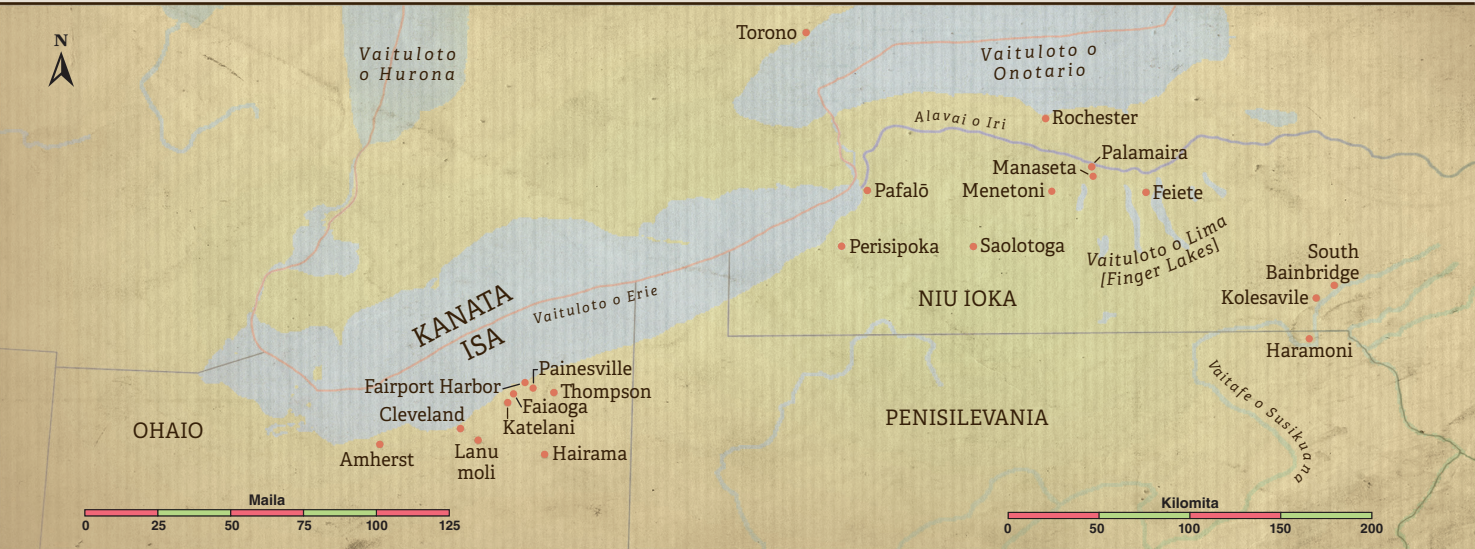 N
Vaituloto
o Hurona
Torono
Vaituloto o
Onotario
Alavai o Iri
Rochester
Palamaira
Manaseta
Pafalō
Menetoni
Feiete
Perisipoka
Saolotoga
Vaituloto o Lima
[Finger Lakes]
South
Bainbridge
Kolesavile
NIU IOKA
Haramoni
KANATA
ISA
Vaituloto o Erie
Painesville
Fairport Harbor
Thompson
Faiaoga
Cleveland
Katelani
OHAIO
Amherst
Lanu
moli
Hairama
PENISILEVANIA
Vaitafe o Susikuana
Maila
0 25 50 75 100 125
Kilomita
0 50 100 150 200